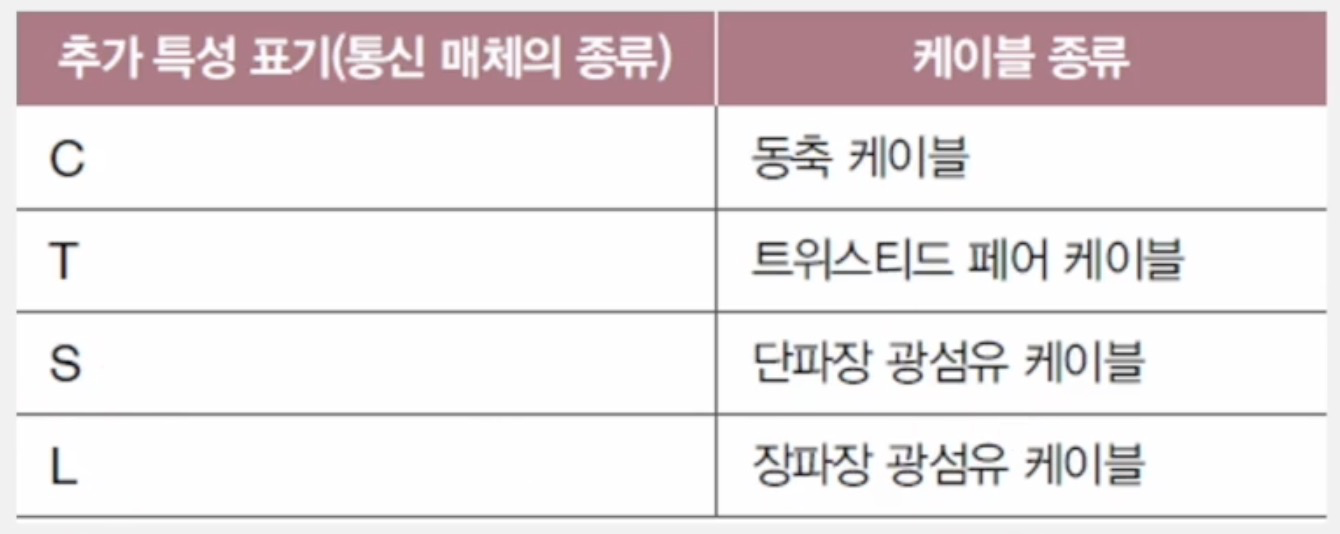 추가 특성 표기(통신 매체의 종류) 케이블 종류
C 동축 케이블
T 트위스티드 페어 케이블
S 단파장 광섬유 케이블
L 장파장 광섬유 케이블